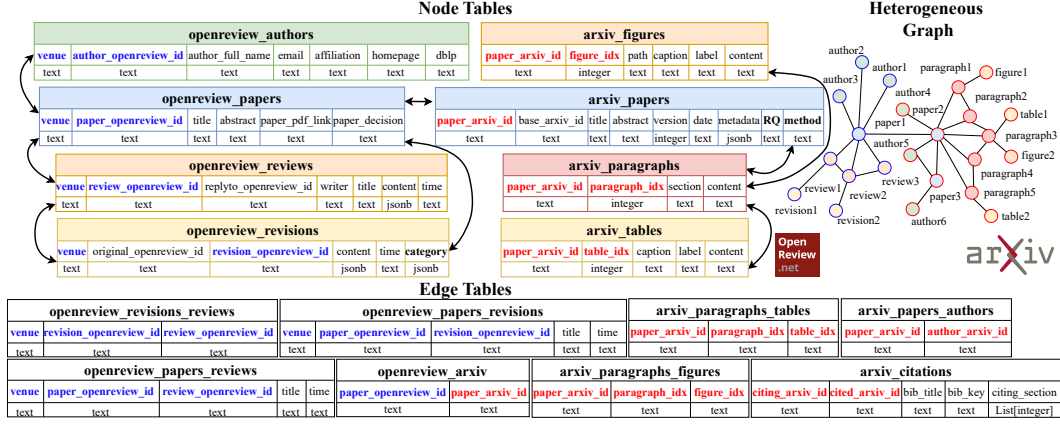 Node Tables
Heterogeneous
Graph
openreview_authors
venue author_openreview_id author_full_name email affiliation homepage dblp
text text text text text text text
arxiv_figures
paper_arxiv_id figure_idx path caption label content
text integer text text text text
openreview_papers
venue paper_openreview_id title abstract paper_pdf_link paper_decision
text text text text text text
arxiv_papers
paper_arxiv_id base_arxiv_id title abstract version date metadata RQ method
text text text text integer text jsonb text text
openreview_reviews
venue review_openreview_id replyto_openreview_id writer title content time
text text text text text jsonb text
arxiv_paragraphs
paper_arxiv_id paragraph_idx section content
text integer text text
openreview_revisions
venue original_openreview_id revision_openreview_id content time category
text text text jsonb text jsonb
arxiv_tables
paper_arxiv_id table_idx caption label content
text integer text text text
author2
author1
author3
author4
paper2
paper1
author5
review1
review2
review3
revision1
revision2
paper3
author6
paragraph1
figure1
paragraph2
table1
paragraph3
figure2
paragraph4
paragraph5
table2
Open
Review
.net
arXiv
Edge Tables
openreview_revisions_reviews
venue revision_openreview_id review_openreview_id
text text text
openreview_papers_revisions
venue paper_openreview_id revision_openreview_id title time
text text text text text
arxiv_paragraphs_tables
paper_arxiv_id paragraph_idx table_idx
text text text
arxiv_papers_authors
paper_arxiv_id author_arxiv_id
text text
openreview_papers_reviews
venue paper_openreview_id review_openreview_id title time
text text text text text
openreview_arxiv
paper_openreview_id paper_arxiv_id
text text
arxiv_paragraphs_figures
paper_arxiv_id paragraph_idx figure_idx
text text text
arxiv_citations
citing_arxiv_id cited_arxiv_id bib_title bib_key citing_section
text text text text List[integer]